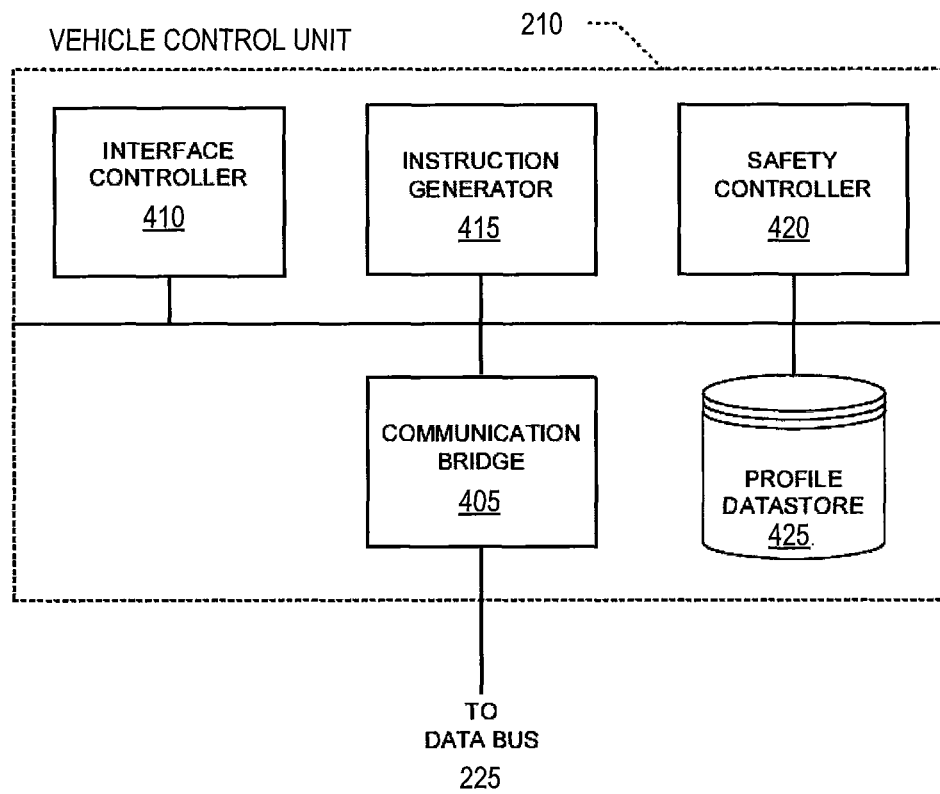 210
VEHICLE CONTROL UNIT
INTERFACE
CONTROLLER
410
INSTRUCTION
GENERATOR
415
SAFETY
CONTROLLER
420
COMMUNICATION
BRIDGE
405
PROFILE
DATASTORE
425
TO
DATA BUS
225